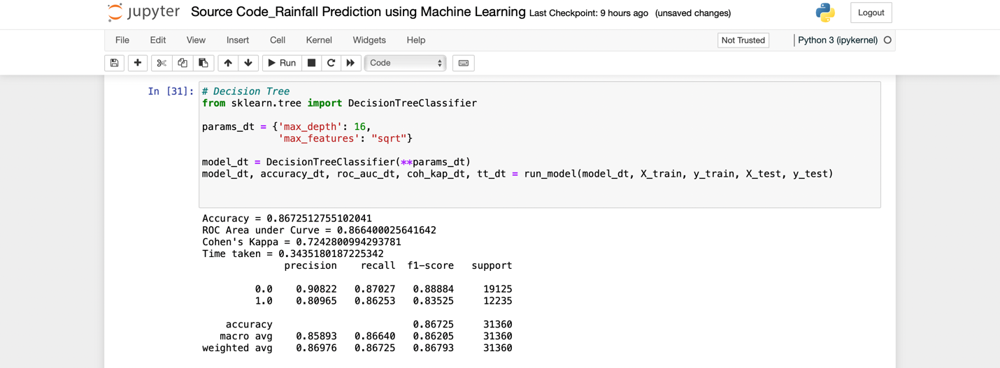 jupyter Source Code_Rainfall Prediction using Machine Learning Last Checkpoint: 9 hours ago (unsaved changes) Logout
File Edit View Insert Cell Kernel Widgets Help Not Trusted Python 3 (ipykernel)
Run Code
In [31]: # Decision Tree
from sklearn.tree import DecisionTreeClassifier
params_dt = {'max_depth': 16,
'max_features': "sqrt"}
model_dt = DecisionTreeClassifier(**params_dt)
model_dt, accuracy_dt, roc_auc_dt, coh_kap_dt, tt_dt = run_model(model_dt, X_train, y_train, X_test, y_test)
Accuracy = 0.8672512755102041
ROC Area under Curve = 0.866400025641642
Cohen's Kappa = 0.7242800994293781
Time taken = 0.3435180187225342
precision recall f1-score support
0.0 0.90822 0.87027 0.88884 19125
1.0 0.80965 0.86253 0.83525 12235
accuracy 0.86725 31360
macro avg 0.85893 0.86640 0.86205 31360
weighted avg 0.86976 0.86725 0.86793 31360